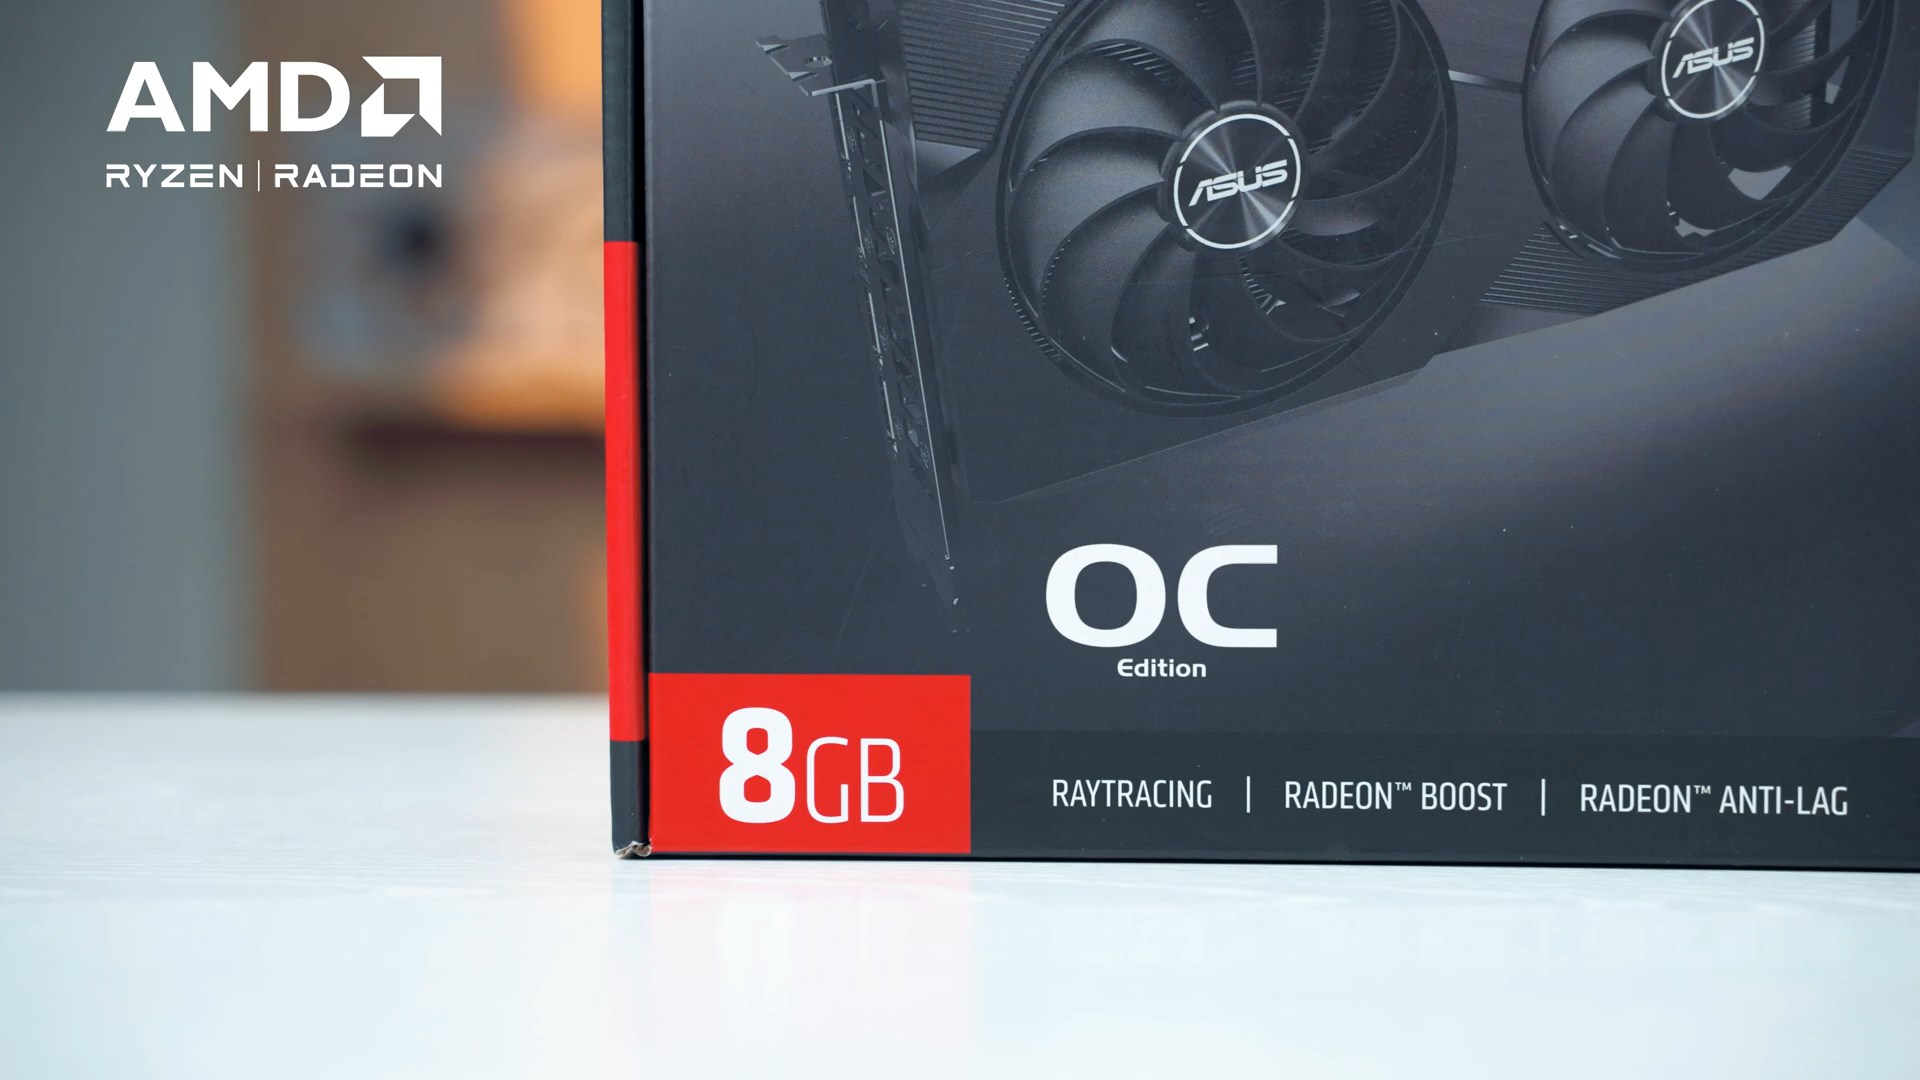 AMD
RYZEN | RADEON
ASUS
ASUS
OC
Edition
8GB
RAYTRACING | RADEON™ BOOST | RADEON™ ANTI-LAG